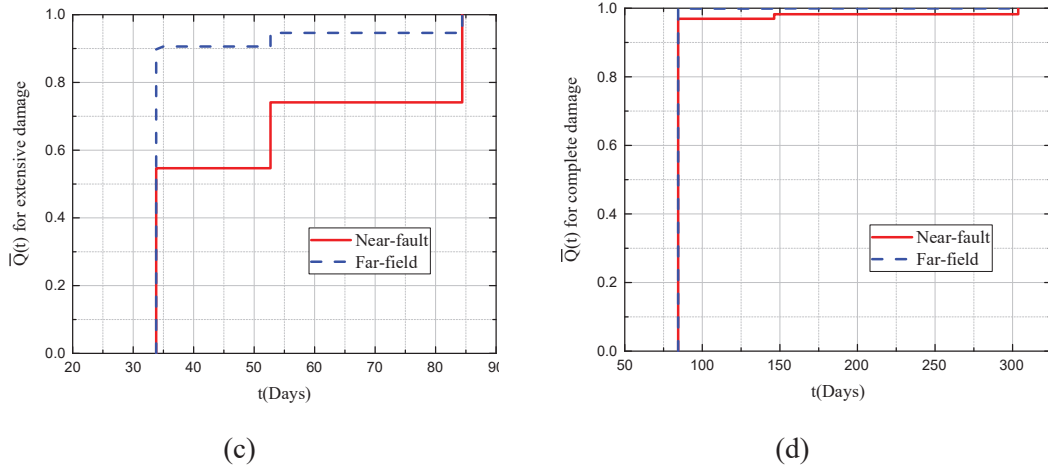 1.0
0.8
0.6
0.4
0.2
0.0
Q̅(t) for extensive damage
Near-fault
Far-field
20 30 40 50 60 70 80 90
t(Days)
(c)
1.0
0.8
0.6
0.4
0.2
0.0
Q̅(t) for complete damage
Near-fault
Far-field
50 100 150 200 250 300
t(Days)
(d)